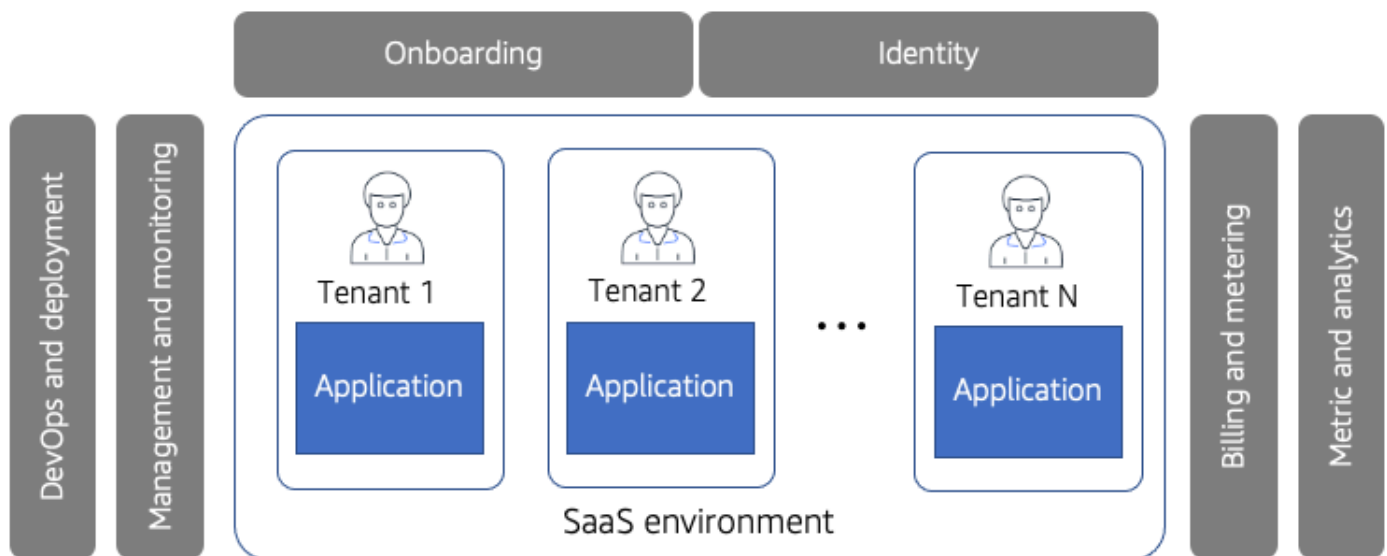 Onboarding
Identity
DevOps and deployment
Management and monitoring
Tenant 1
Application
Tenant 2
Application
...
Tenant N
Application
SaaS environment
Billing and metering
Metric and analytics